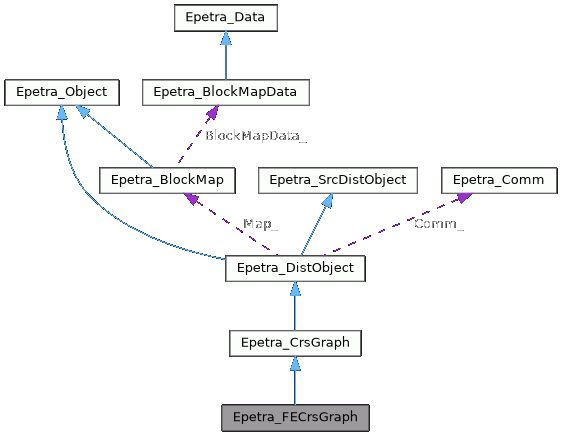 Epetra_Data
Epetra_Object
Epetra_BlockMapData
BlockMapData_
Epetra_BlockMap
Epetra_SrcDistObject
Epetra_Comm
Map_
Comm_
Epetra_DistObject
Epetra_CrsGraph
Epetra_FECrsGraph